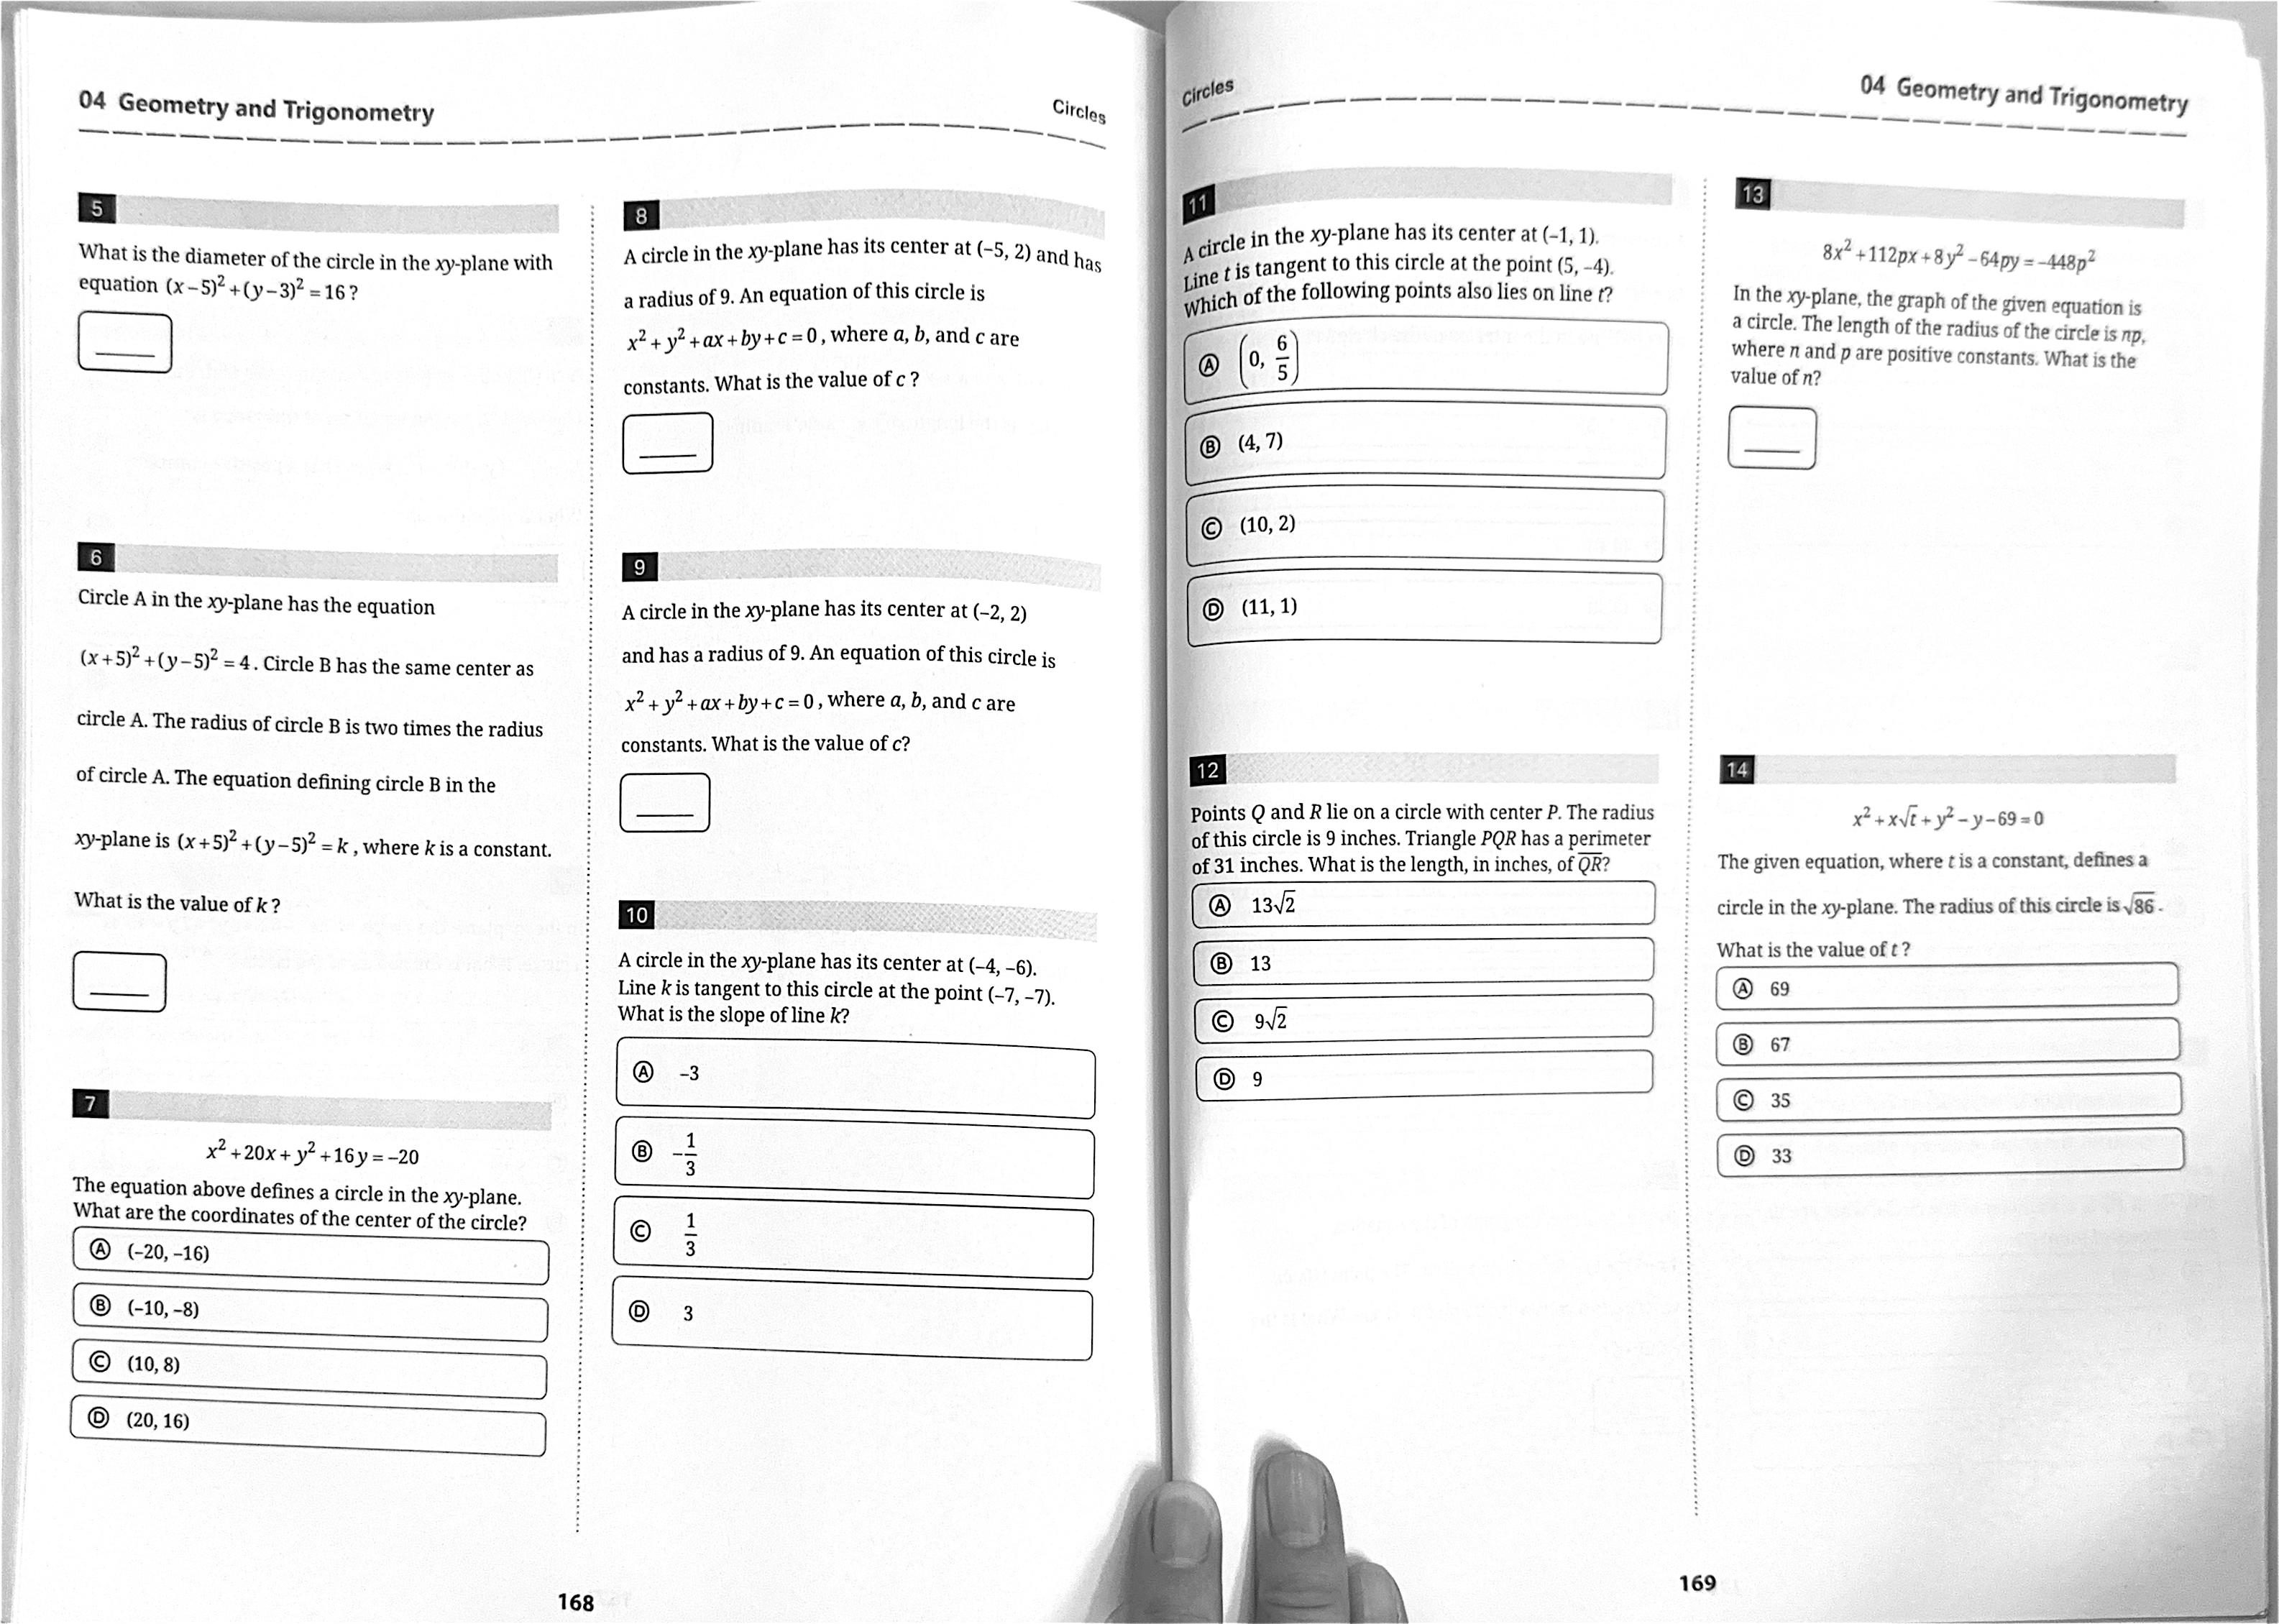 04 Geometry and Trigonometry
Circles
5
What is the diameter of the circle in the xy-plane with
equation (x−5)² +(y−3)² = 16?
6
Circle A in the xy-plane has the equation
(x+5)² +(y−5)² = 4. Circle B has the same center as
circle A. The radius of circle B is two times the radius
of circle A. The equation defining circle B in the
xy-plane is (x+5)² +(y−5)² = k, where k is a constant.
What is the value of k?
7
x² +20x+ y² +16y = −20
The equation above defines a circle in the xy-plane.
What are the coordinates of the center of the circle?
A (−20, −16)
B (−10, −8)
C (10, 8)
D (20, 16)
8
A circle in the xy-plane has its center at (−5, 2) and has
a radius of 9. An equation of this circle is
x² + y² +ax+by+c = 0, where a, b, and c are
constants. What is the value of c?
9
A circle in the xy-plane has its center at (−2, 2)
and has a radius of 9. An equation of this circle is
x² + y² +ax+by+c = 0, where a, b, and c are
constants. What is the value of c?
10
A circle in the xy-plane has its center at (−4, −6).
Line k is tangent to this circle at the point (−7, −7).
What is the slope of line k?
A −3
B −1/3
C 1/3
D 3
168
Circles
04 Geometry and Trigonometry
11
A circle in the xy-plane has its center at (−1, 1).
Line t is tangent to this circle at the point (5, −4).
Which of the following points also lies on line t?
A (0, 6/5)
B (4, 7)
C (10, 2)
D (11, 1)
12
Points Q and R lie on a circle with center P. The radius
of this circle is 9 inches. Triangle PQR has a perimeter
of 31 inches. What is the length, in inches, of Q̅R̅?
A 13√2
B 13
C 9√2
D 9
13
8x² +112px+8y² −64py = −448p²
In the xy-plane, the graph of the given equation is
a circle. The length of the radius of the circle is np,
where n and p are positive constants. What is the
value of n?
14
x² + x√t + y² − y−69 = 0
The given equation, where t is a constant, defines a
circle in the xy-plane. The radius of this circle is √86.
What is the value of t?
A 69
B 67
C 35
D 33
169